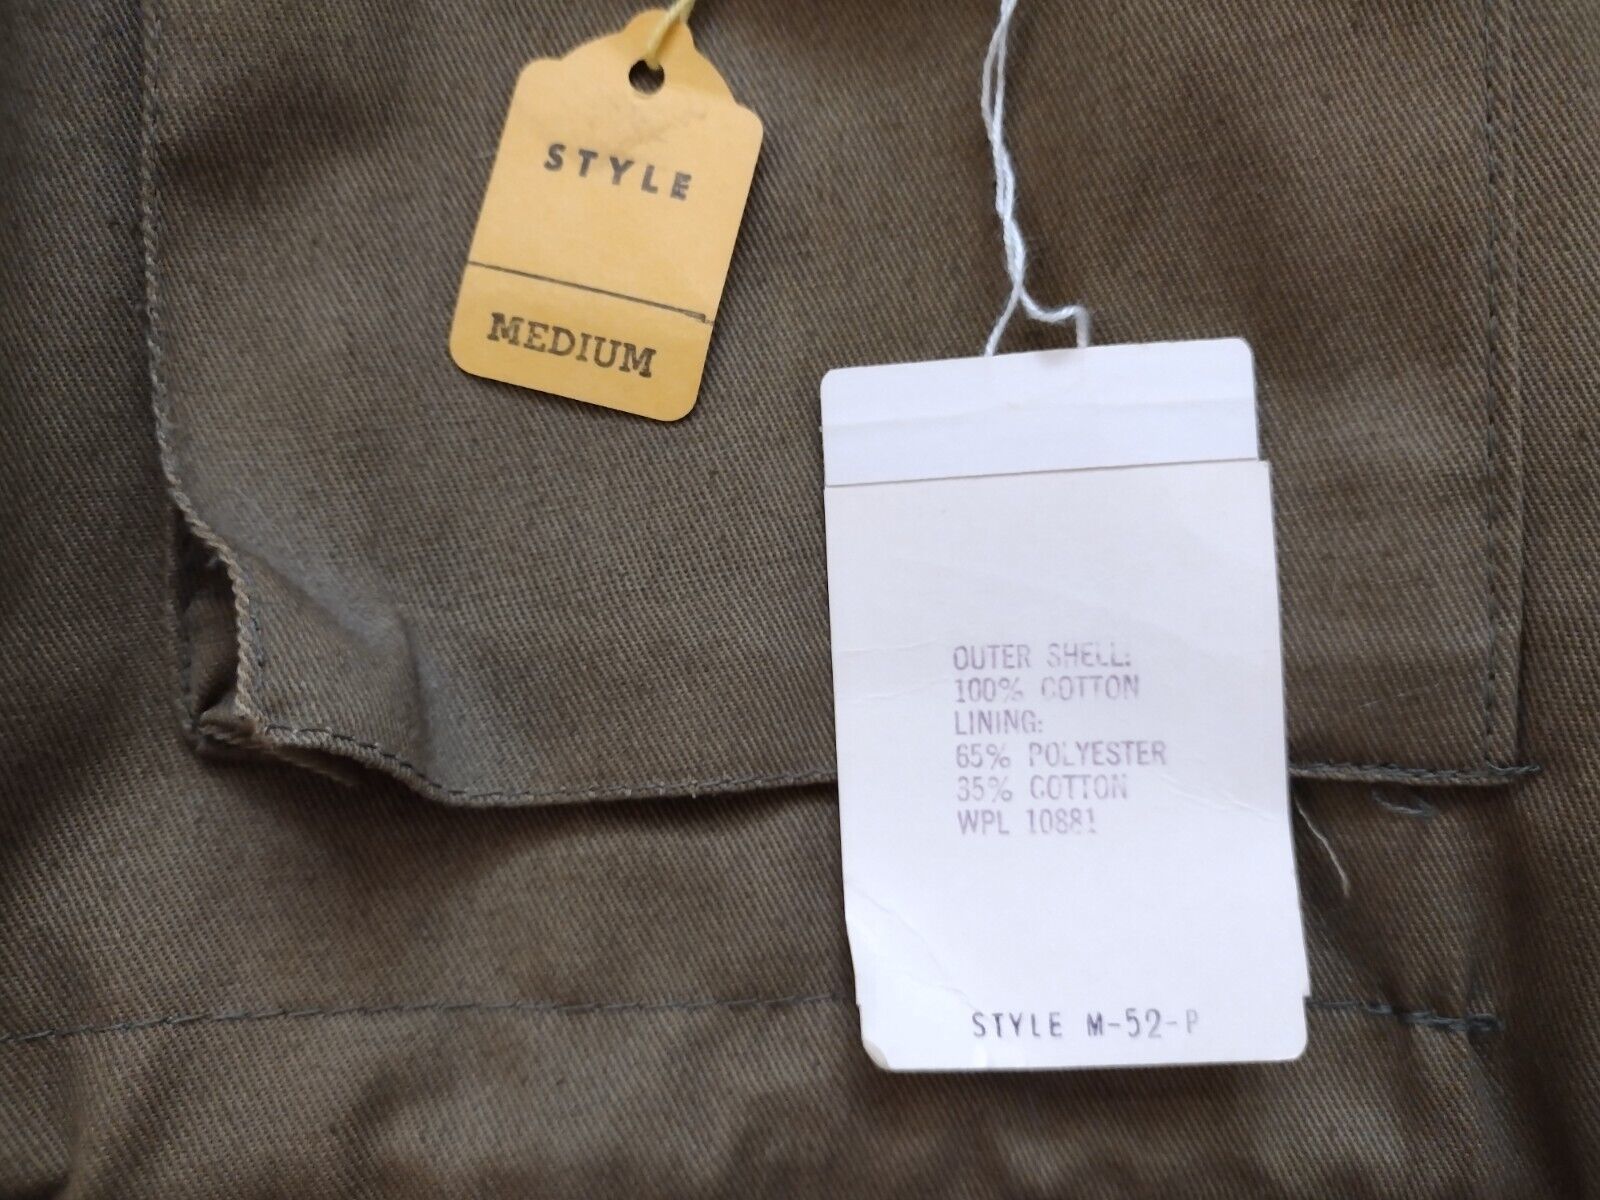 STYLE
MEDIUM
OUTER SHELL:
100% COTTON
LINING:
65% POLYESTER
35% COTTON
WPL 10881
STYLE M-52-P